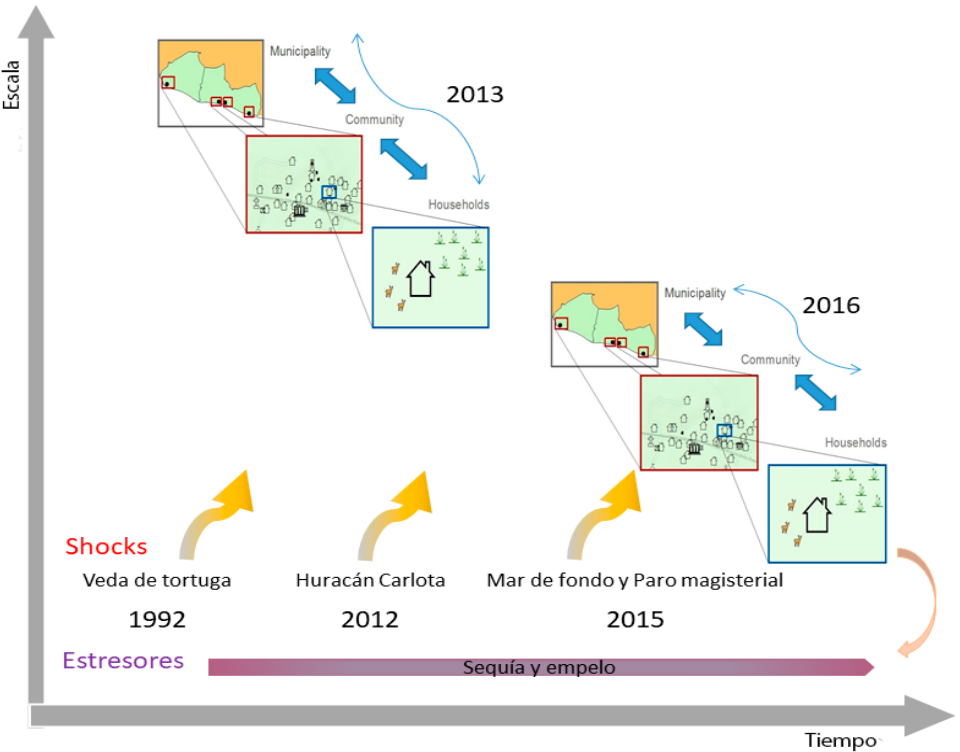 Escala
Municipality
2013
Community
Households
Municipality
2016
Community
Households
Shocks
Veda de tortuga
Huracán Carlota
Mar de fondo y Paro magisterial
1992
2012
2015
Estresores
Sequía y empelo
Tiempo